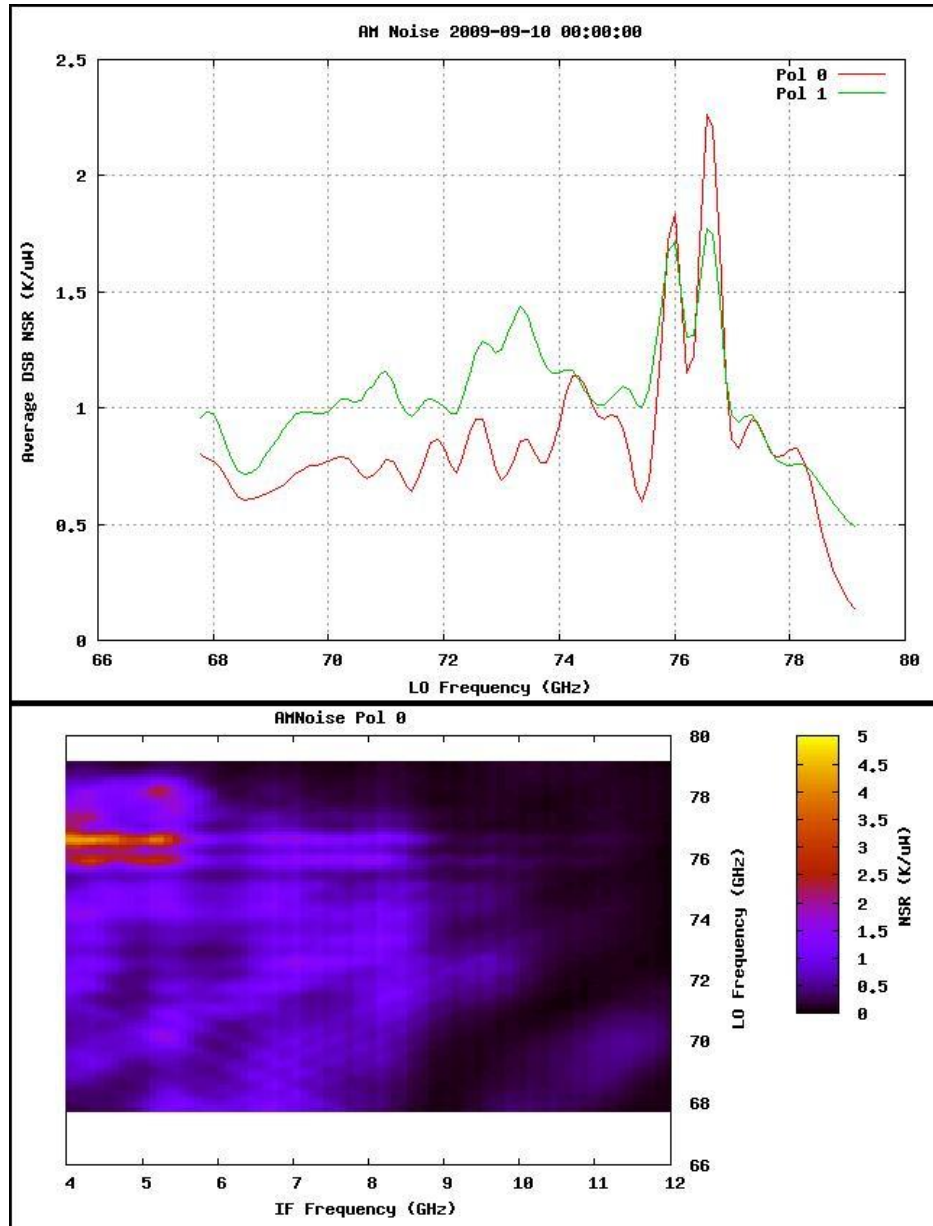 AM Noise 2009-09-10 00:00:00
Pol 0
Pol 1
2.5
2
1.5
1
0.5
0
Average DSB NSR (K/uW)
66 68 70 72 74 76 78 80
LO Frequency (GHz)
AMNoise Pol 0
80
78
76
74
72
70
68
66
LO Frequency (GHz)
5
4.5
4
3.5
3
2.5
2
1.5
1
0.5
0
NSR (K/uW)
4 5 6 7 8 9 10 11 12
IF Frequency (GHz)